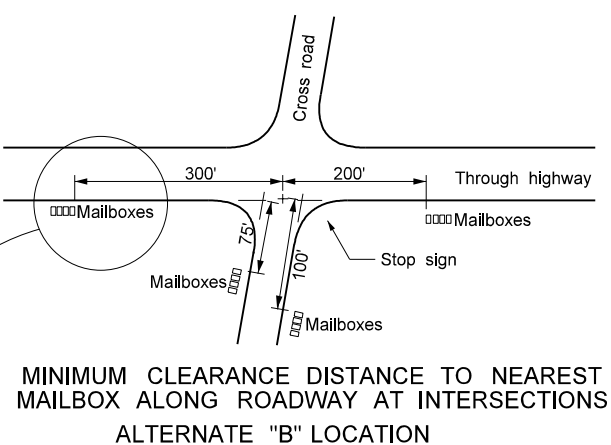 Cross road
300'
200'
Through highway
Mailboxes
Mailboxes
75'
100'
Stop sign
Mailboxes
Mailboxes
MINIMUM CLEARANCE DISTANCE TO NEAREST
MAILBOX ALONG ROADWAY AT INTERSECTIONS
ALTERNATE "B" LOCATION